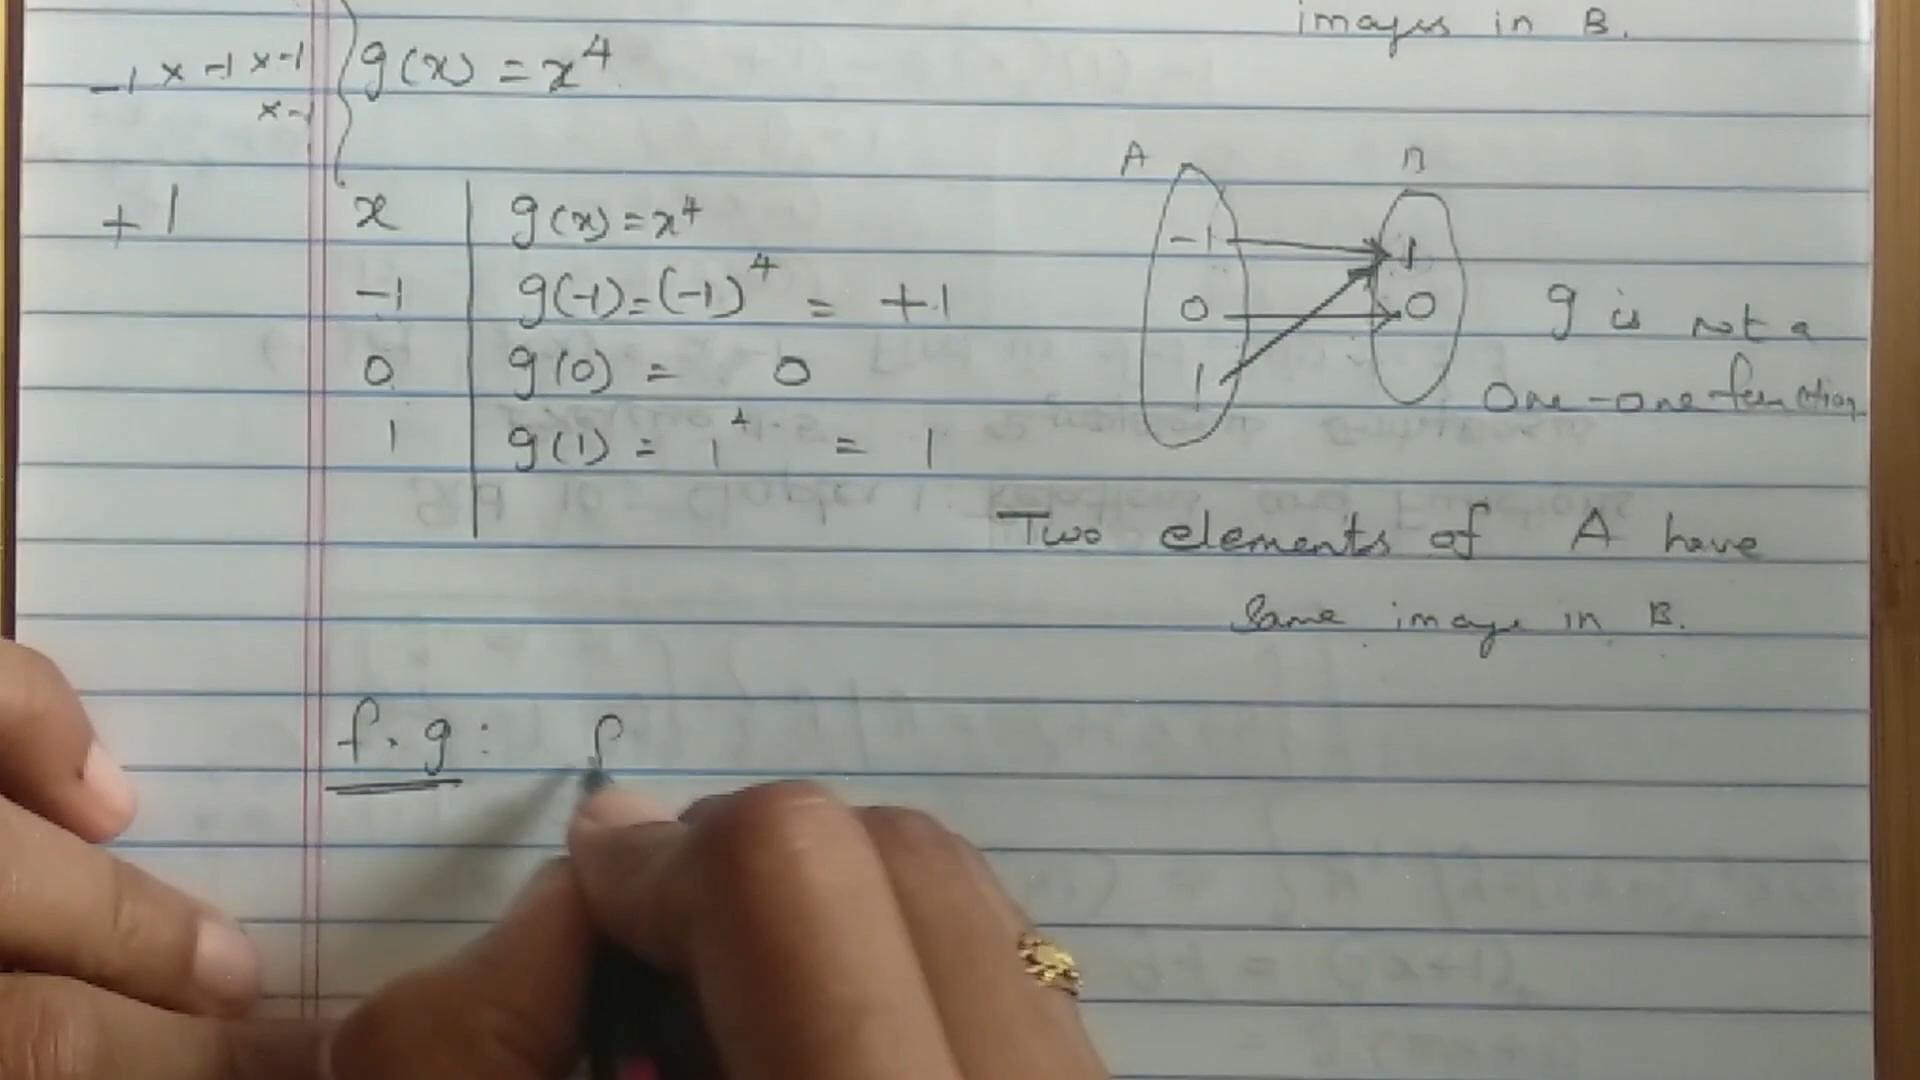 images in B.
-1 x -1 x -1
x -1
g(x) = x⁴
A B
+1
x g(x) = x⁴
-1 g(-1) = (-1)⁴ = +1
0 g(0) = 0
1 g(1) = 1⁴ = 1
-1 1
0 0
1
g is not a
one-one function
Two elements of A have
Same image in B.
f.g: f